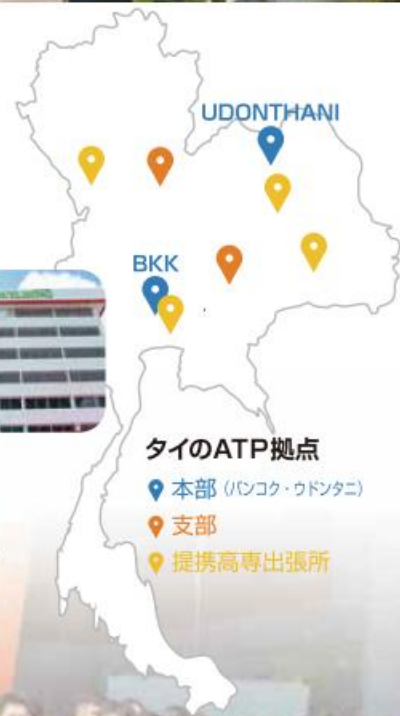 UDONTHANI
BKK
タイのATP拠点
本部（バンコク・ウドンタニ）
支部
提携高専出張所